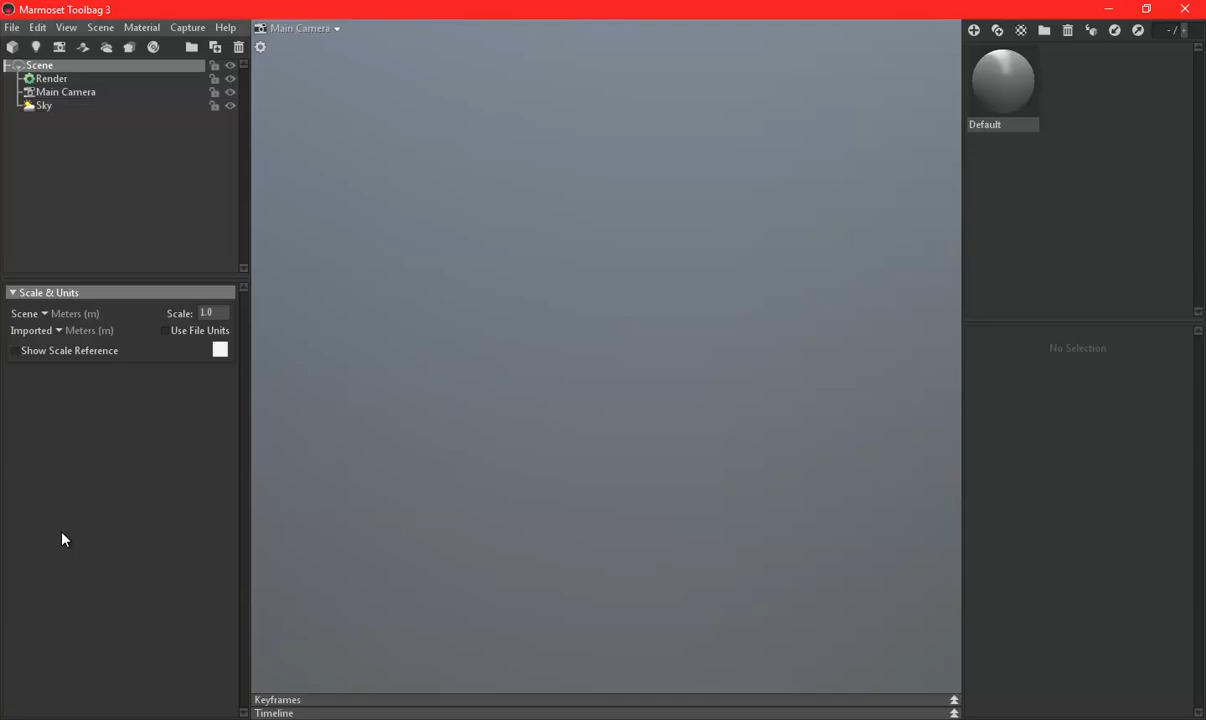 Marmoset Toolbag 3
File Edit View Scene Material Capture Help
Main Camera
- /
Scene
Render
Main Camera
Sky
Default
Scale & Units
Scene Meters (m) Scale: 1.0
Imported Meters (m) Use File Units
Show Scale Reference
No Selection
Keyframes
Timeline